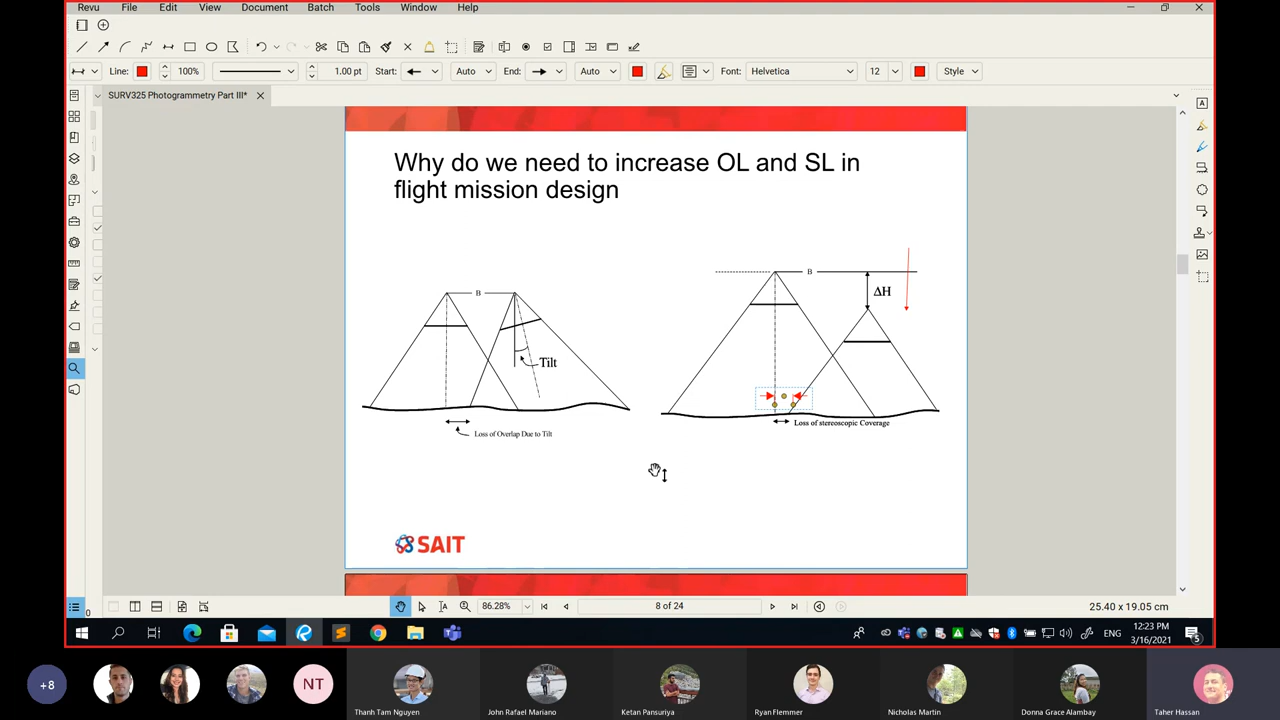 Revu File Edit View Document Batch Tools Window Help
Line: 100% 1.00 pt Start: Auto End: Auto Font: Helvetica 12 Style
SURV325 Photogrammetry Part III*
Why do we need to increase OL and SL in
flight mission design
B
Tilt
Loss of Overlap Due to Tilt
B
ΔH
Loss of stereoscopic Coverage
SAIT
0
86.28% 8 of 24 25.40 x 19.05 cm
ENG 12:23 PM
3/16/2021
5
+8 NT
Thanh Tam Nguyen John Rafael Mariano Ketan Pansuriya Ryan Flemmer Nicholas Martin Donna Grace Alambay Taher Hassan